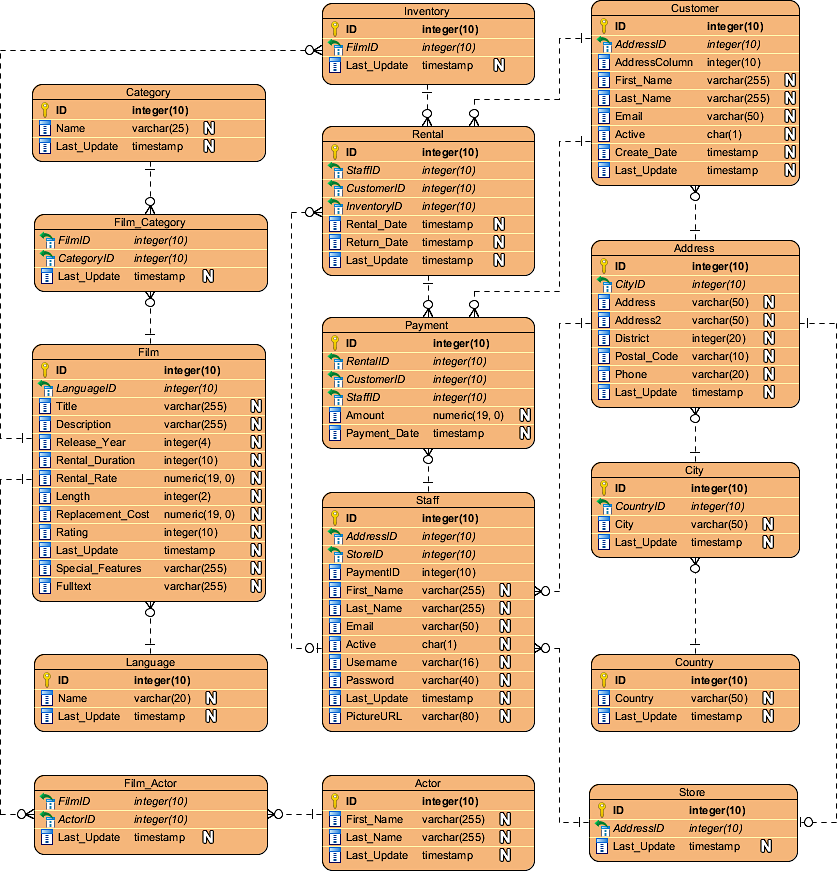 Inventory
ID integer(10)
FilmID integer(10)
Last_Update timestamp N
Customer
ID integer(10)
AddressID integer(10)
AddressColumn integer(10)
First_Name varchar(255) N
Last_Name varchar(255) N
Email varchar(50) N
Active char(1) N
Create_Date timestamp N
Last_Update timestamp N
Category
ID integer(10)
Name varchar(25) N
Last_Update timestamp N
Rental
ID integer(10)
StaffID integer(10)
CustomerID integer(10)
InventoryID integer(10)
Rental_Date timestamp N
Return_Date timestamp N
Last_Update timestamp N
Film_Category
FilmID integer(10)
CategoryID integer(10)
Last_Update timestamp N
Address
ID integer(10)
CityID integer(10)
Address varchar(50) N
Address2 varchar(50) N
District integer(20) N
Postal_Code varchar(10) N
Phone varchar(20) N
Last_Update timestamp N
Payment
ID integer(10)
RentalID integer(10)
CustomerID integer(10)
StaffID integer(10)
Amount numeric(19, 0) N
Payment_Date timestamp N
Film
ID integer(10)
LanguageID integer(10)
Title varchar(255) N
Description varchar(255) N
Release_Year integer(4) N
Rental_Duration integer(10) N
Rental_Rate numeric(19, 0) N
Length integer(2) N
Replacement_Cost numeric(19, 0) N
Rating integer(10) N
Last_Update timestamp N
Special_Features varchar(255) N
Fulltext varchar(255) N
City
ID integer(10)
CountryID integer(10)
City varchar(50) N
Last_Update timestamp N
Staff
ID integer(10)
AddressID integer(10)
StoreID integer(10)
PaymentID integer(10)
First_Name varchar(255) N
Last_Name varchar(255) N
Email varchar(50) N
Active char(1) N
Username varchar(16) N
Password varchar(40) N
Last_Update timestamp N
PictureURL varchar(80) N
Language
ID integer(10)
Name varchar(20) N
Last_Update timestamp N
Country
ID integer(10)
Country varchar(50) N
Last_Update timestamp N
Film_Actor
FilmID integer(10)
ActorID integer(10)
Last_Update timestamp N
Actor
ID integer(10)
First_Name varchar(255) N
Last_Name varchar(255) N
Last_Update timestamp N
Store
ID integer(10)
AddressID integer(10)
Last_Update timestamp N